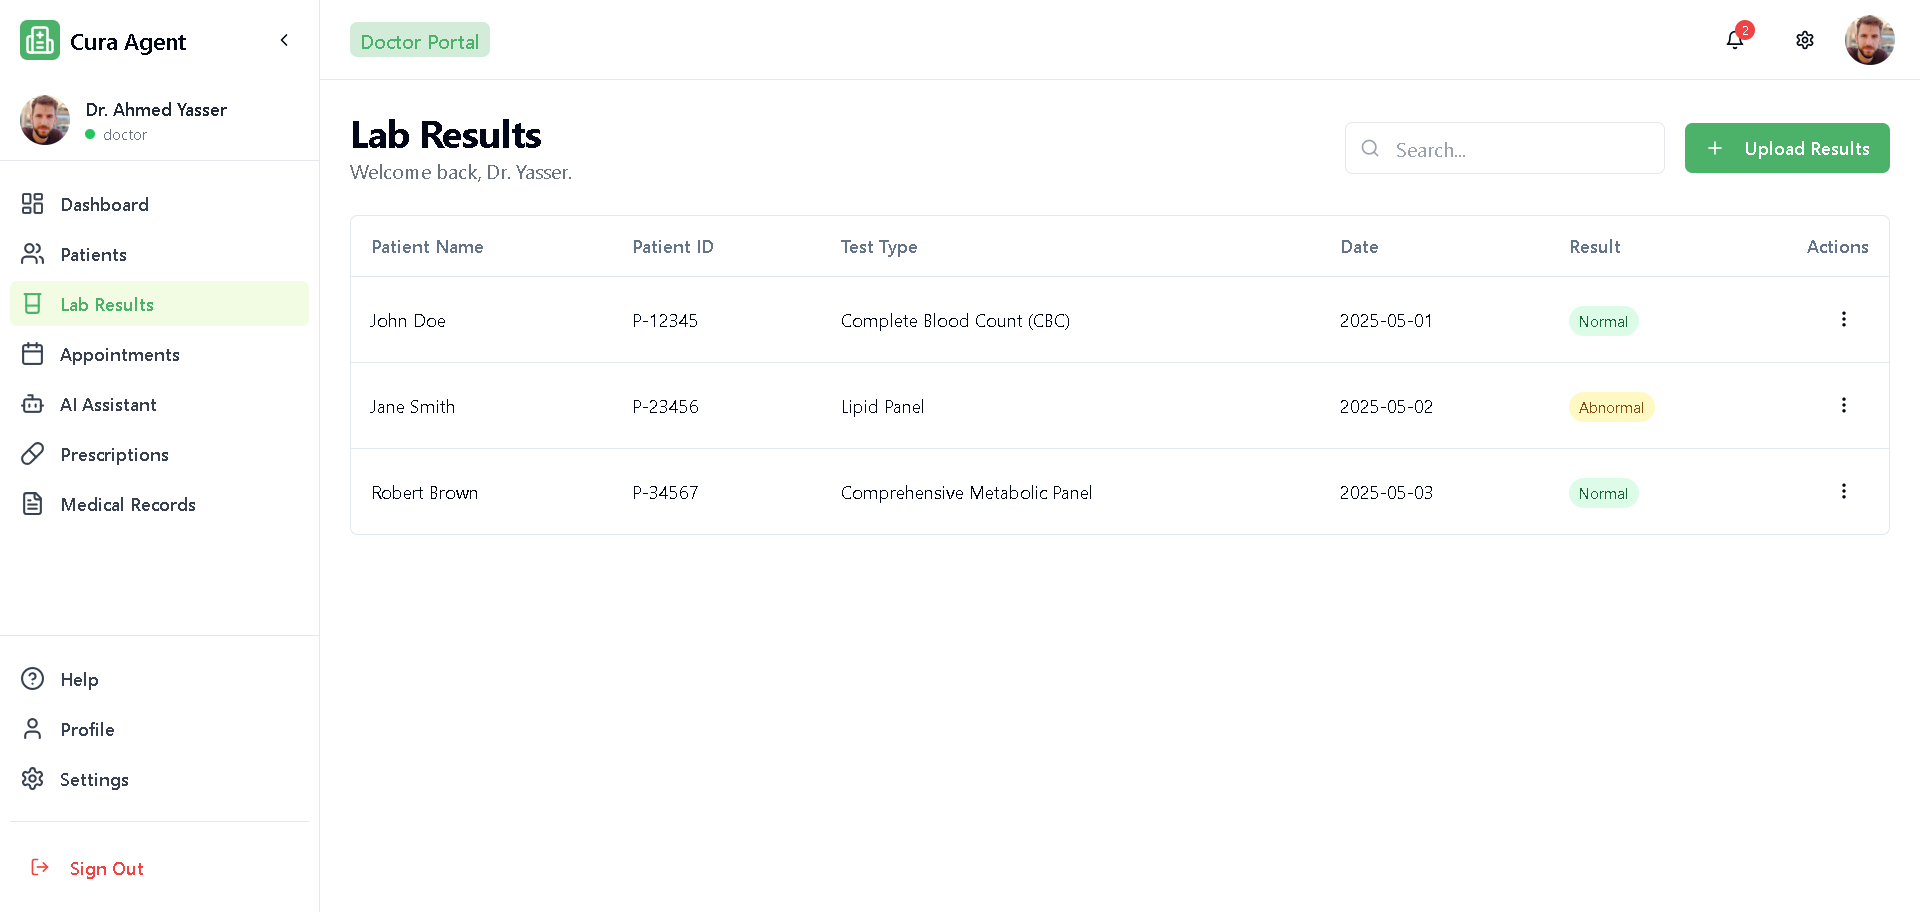 Cura Agent
Dr. Ahmed Yasser
doctor
Dashboard
Patients
Lab Results
Appointments
AI Assistant
Prescriptions
Medical Records
Help
Profile
Settings
Sign Out
Doctor Portal
2
Lab Results
Welcome back, Dr. Yasser.
Search...
Upload Results
Patient Name Patient ID Test Type Date Result Actions
John Doe P-12345 Complete Blood Count (CBC) 2025-05-01 Normal
Jane Smith P-23456 Lipid Panel 2025-05-02 Abnormal
Robert Brown P-34567 Comprehensive Metabolic Panel 2025-05-03 Normal